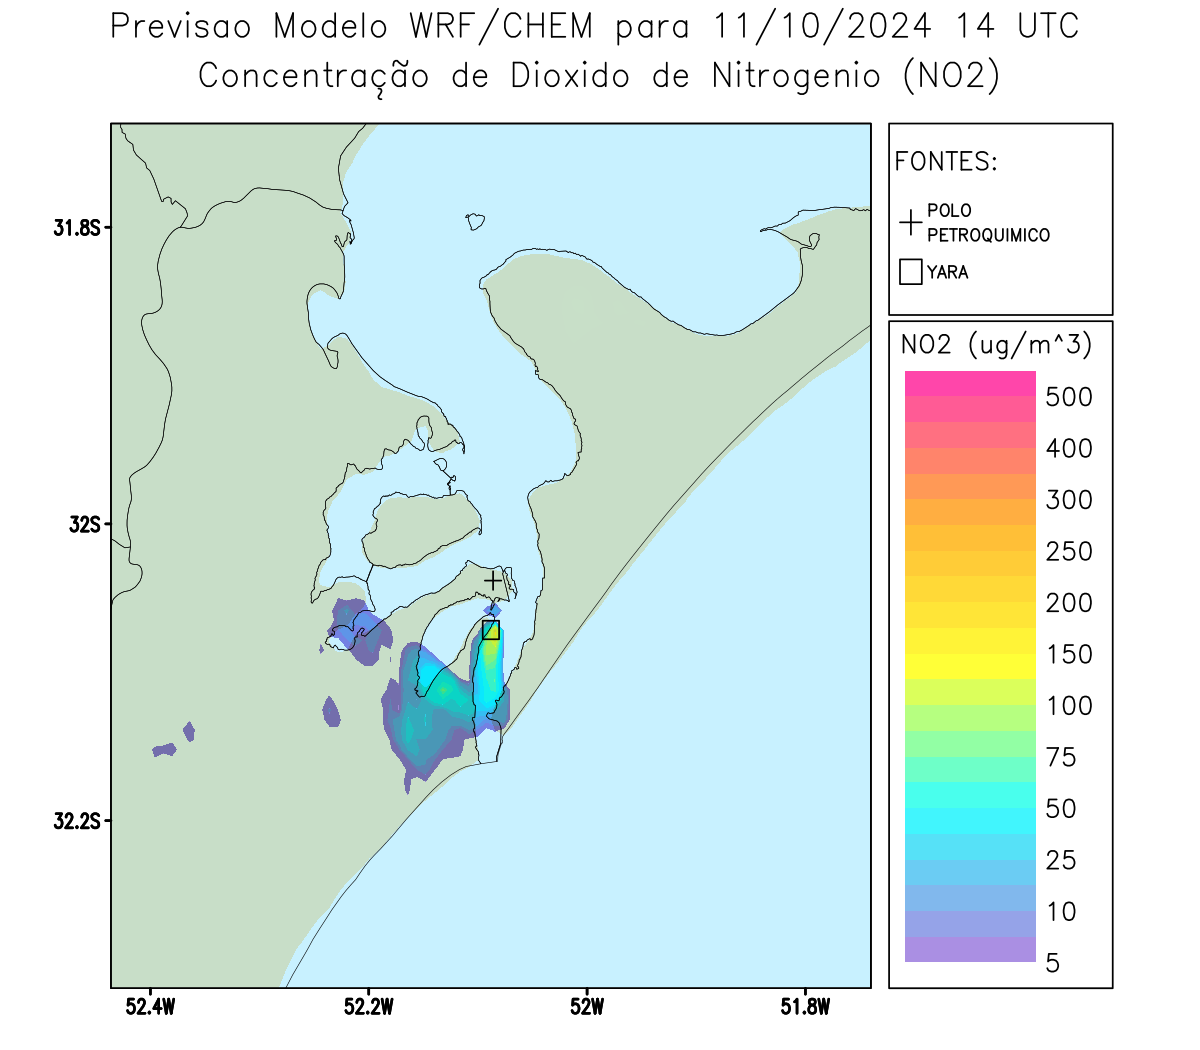 Previsao Modelo WRF/CHEM para 11/10/2024 14 UTC
Concentração de Dioxido de Nitrogenio (NO2)
FONTES:
POLO
PETROQUIMICO
YARA
NO2 (ug/m^3)
500
400
300
250
200
150
100
75
50
25
10
5
31.8S
32S
32.2S
52.4W
52.2W
52W
51.8W